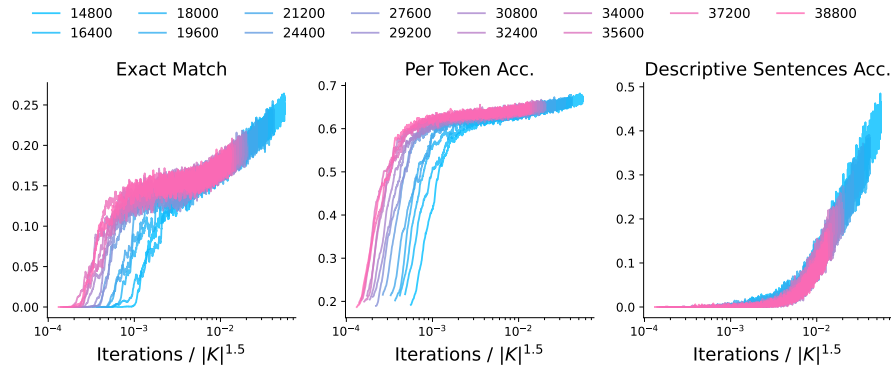 14800 18000 21200 27600 30800 34000 37200 38800
16400 19600 24400 29200 32400 35600
Exact Match Per Token Acc. Descriptive Sentences Acc.
0.25
0.20
0.15
0.10
0.05
0.00
10⁻⁴ 10⁻³ 10⁻²
Iterations / |K|¹·⁵
0.7
0.6
0.5
0.4
0.3
0.2
10⁻⁴ 10⁻³ 10⁻²
Iterations / |K|¹·⁵
0.5
0.4
0.3
0.2
0.1
0.0
10⁻⁴ 10⁻³ 10⁻²
Iterations / |K|¹·⁵